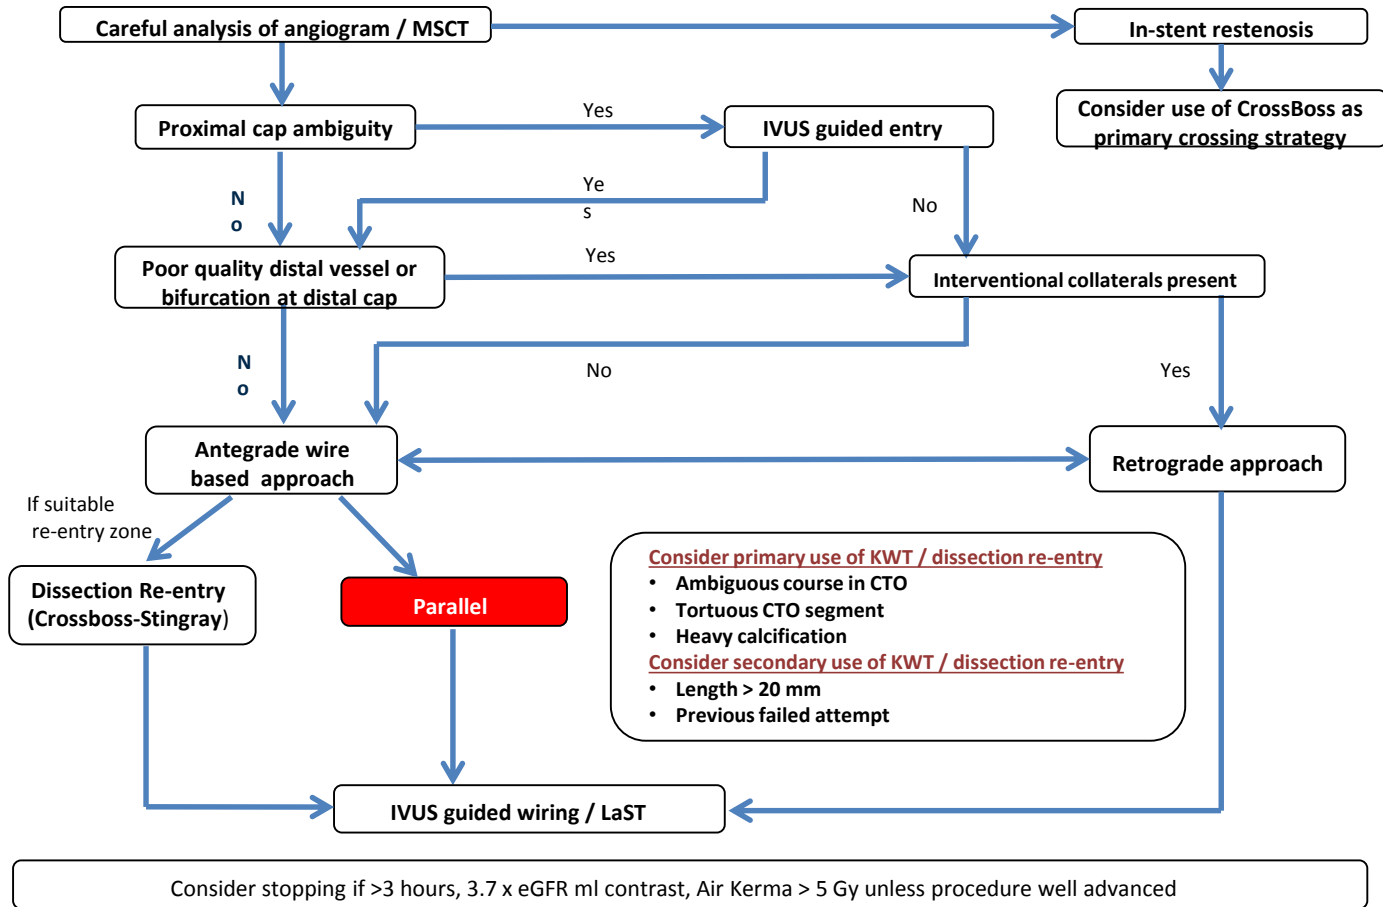 Careful analysis of angiogram / MSCT
In-stent restenosis
Proximal cap ambiguity
Yes
IVUS guided entry
Consider use of CrossBoss as
primary crossing strategy
N
o
Ye
s
No
Poor quality distal vessel or
bifurcation at distal cap
Yes
Interventional collaterals present
N
o
No
Yes
Antegrade wire
based approach
Retrograde approach
If suitable
re-entry zone
Dissection Re-entry
(Crossboss-Stingray)
Parallel
Consider primary use of KWT / dissection re-entry
• Ambiguous course in CTO
• Tortuous CTO segment
• Heavy calcification
Consider secondary use of KWT / dissection re-entry
• Length > 20 mm
• Previous failed attempt
IVUS guided wiring / LaST
Consider stopping if >3 hours, 3.7 x eGFR ml contrast, Air Kerma > 5 Gy unless procedure well advanced